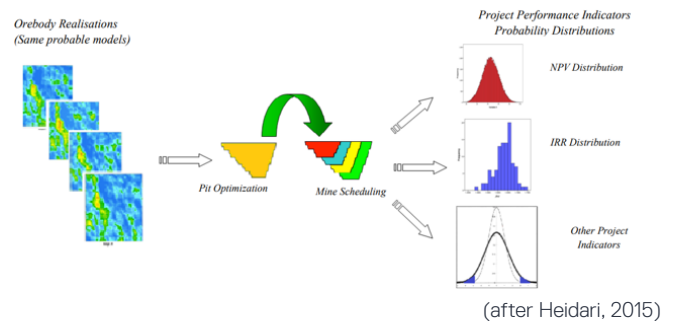 Orebody Realisations
(Same probable models)
Project Performance Indicators
Probability Distributions
NPV Distribution
IRR Distribution
Pit Optimization
Mine Scheduling
Other Project
Indicators
(after Heidari, 2015)